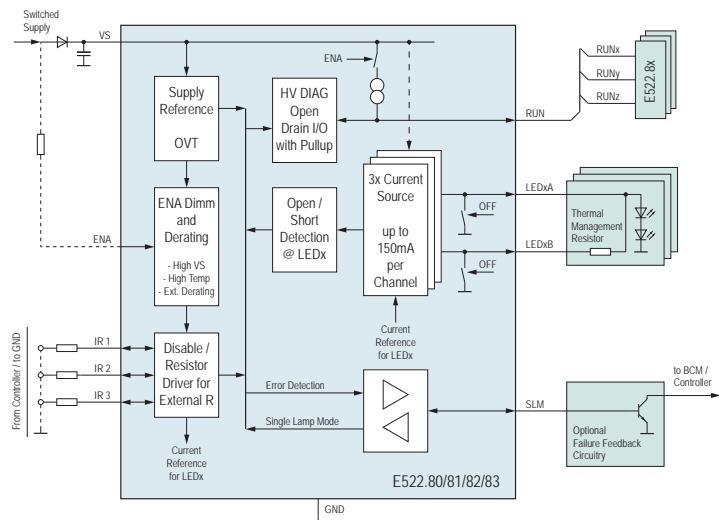 Switched
Supply
VS
ENA
Supply
Reference
OVT
HV DIAG
Open
Drain I/O
with Pullup
RUN
RUNx
RUNy
RUNz
E522.8x
ENA Dimm
and
Derating
- High VS
- High Temp
- Ext. Derating
ENA
Open /
Short
Detection
@ LEDx
3x Current
Source
up to
150mA
per
Channel
OFF
OFF
LEDxA
LEDxB
Thermal
Management
Resistor
Current
Reference
for LEDx
From Controller / to GND
IR 1
IR 2
IR 3
Disable /
Resistor
Driver for
External R
Current
Reference
for LEDx
Error Detection
Single Lamp Mode
SLM
to BCM /
Controller
Optional
Failure Feedback
Circuitry
E522.80/81/82/83
GND